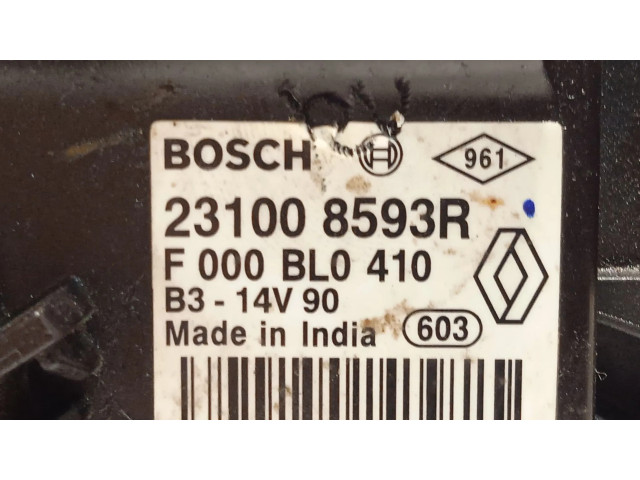 BOSCH 961
23100 8593R
F 000 BL0 410
B3 - 14V 90
Made in India 603